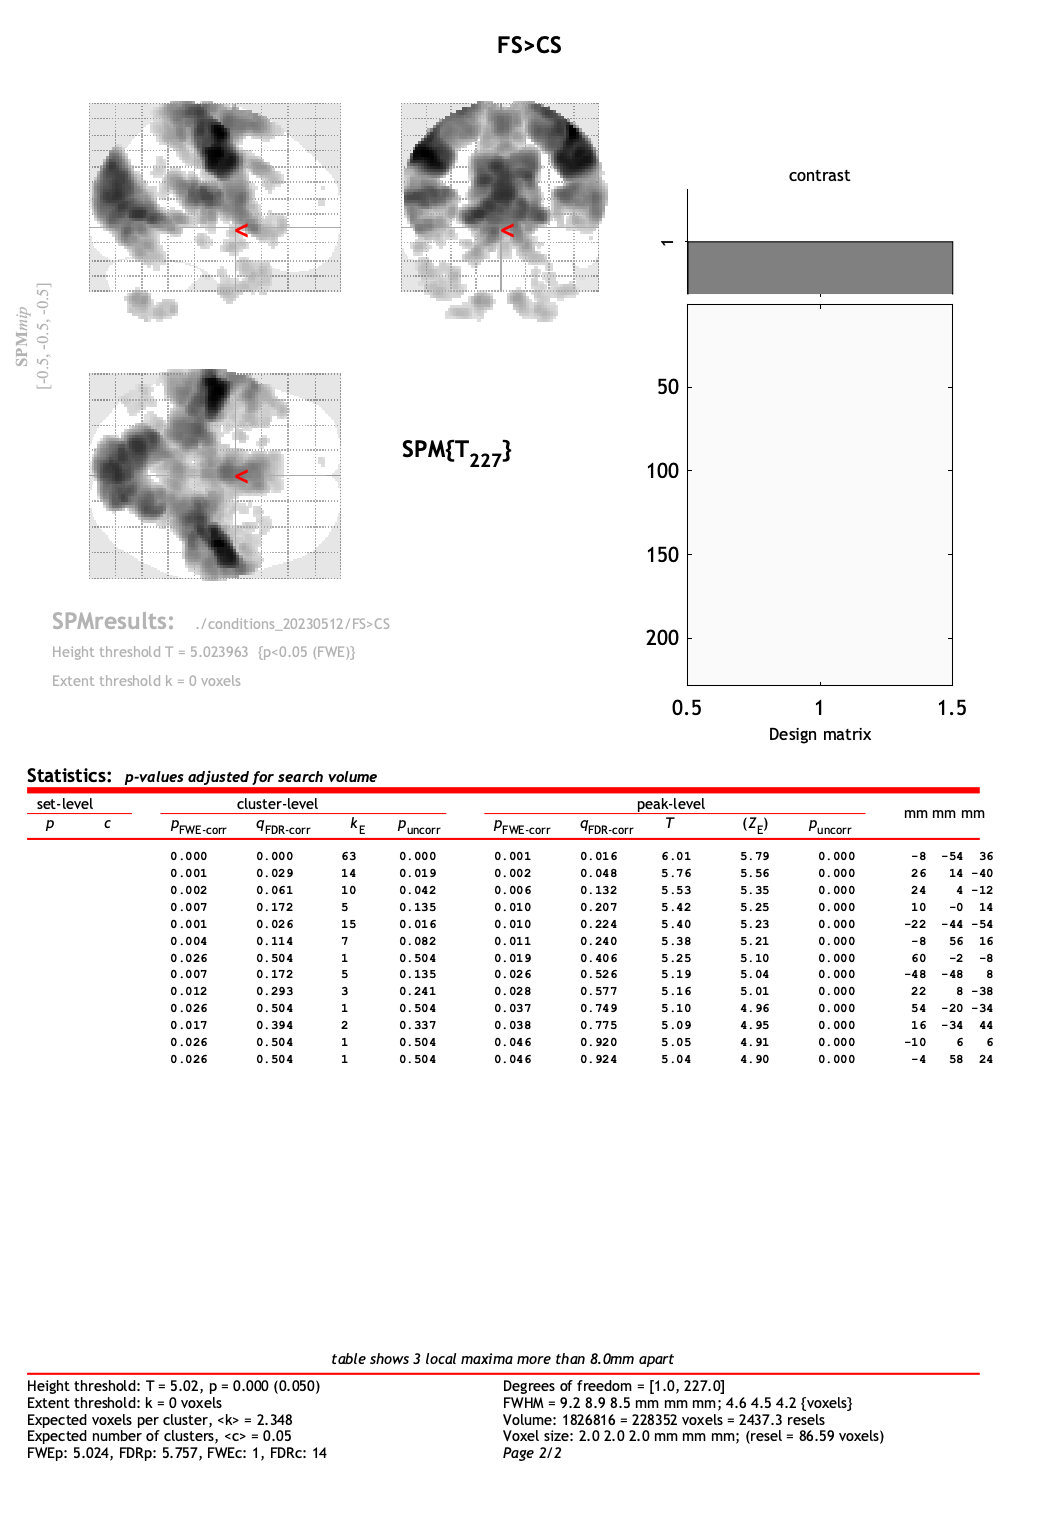 FS>CS
<
<
contrast
1
SPMmip
[-0.5, -0.5, -0.5]
<
SPM{T227}
50
100
150
200
0.5 1 1.5
Design matrix
SPMresults: ./conditions_20230512/FS>CS
Height threshold T = 5.023963 {p<0.05 (FWE)}
Extent threshold k = 0 voxels
Statistics: p-values adjusted for search volume
set-level cluster-level peak-level mm mm mm
p c pFWE-corr qFDR-corr kE puncorr pFWE-corr qFDR-corr T (ZE) puncorr
0.000 0.000 63 0.000 0.001 0.016 6.01 5.79 0.000 -8 -54 36
0.001 0.029 14 0.019 0.002 0.048 5.76 5.56 0.000 26 14 -40
0.002 0.061 10 0.042 0.006 0.132 5.53 5.35 0.000 24 4 -12
0.007 0.172 5 0.135 0.010 0.207 5.42 5.25 0.000 10 -0 14
0.001 0.026 15 0.016 0.010 0.224 5.40 5.23 0.000 -22 -44 -54
0.004 0.114 7 0.082 0.011 0.240 5.38 5.21 0.000 -8 56 16
0.026 0.504 1 0.504 0.019 0.406 5.25 5.10 0.000 60 -2 -8
0.007 0.172 5 0.135 0.026 0.526 5.19 5.04 0.000 -48 -48 8
0.012 0.293 3 0.241 0.028 0.577 5.16 5.01 0.000 22 8 -38
0.026 0.504 1 0.504 0.037 0.749 5.10 4.96 0.000 54 -20 -34
0.017 0.394 2 0.337 0.038 0.775 5.09 4.95 0.000 16 -34 44
0.026 0.504 1 0.504 0.046 0.920 5.05 4.91 0.000 -10 6 6
0.026 0.504 1 0.504 0.046 0.924 5.04 4.90 0.000 -4 58 24
table shows 3 local maxima more than 8.0mm apart
Height threshold: T = 5.02, p = 0.000 (0.050)
Extent threshold: k = 0 voxels
Expected voxels per cluster, <k> = 2.348
Expected number of clusters, <c> = 0.05
FWEp: 5.024, FDRp: 5.757, FWEc: 1, FDRc: 14
Degrees of freedom = [1.0, 227.0]
FWHM = 9.2 8.9 8.5 mm mm mm; 4.6 4.5 4.2 {voxels}
Volume: 1826816 = 228352 voxels = 2437.3 resels
Voxel size: 2.0 2.0 2.0 mm mm mm; (resel = 86.59 voxels)
Page 2/2